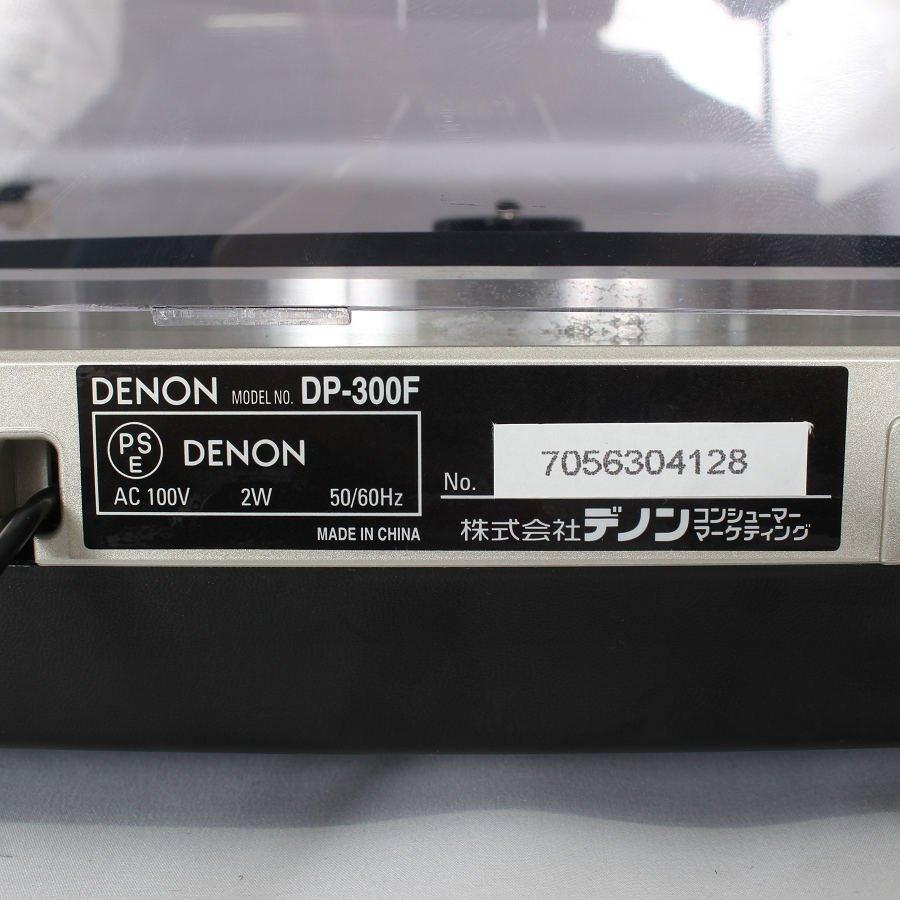 DENON MODEL NO. DP-300F
PS
E
DENON
AC 100V 2W 50/60Hz
MADE IN CHINA
No. 7056304128
株式会社デノン コンシューマー
マーケティング